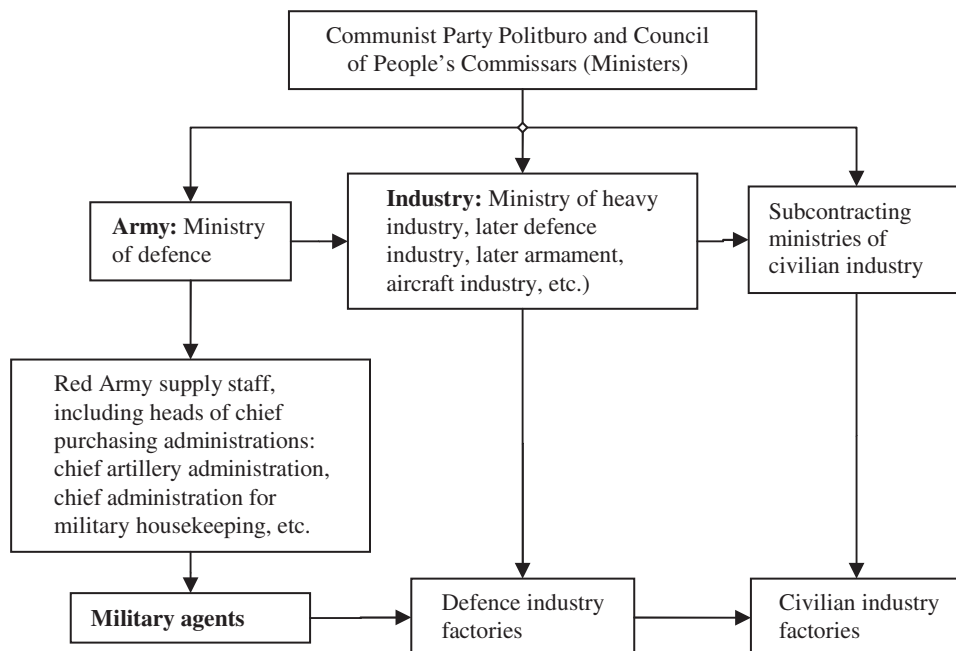 Communist Party Politburo and Council
of People’s Commissars (Ministers)
Army: Ministry
of defence
Industry: Ministry of heavy
industry, later defence
industry, later armament,
aircraft industry, etc.)
Subcontracting
ministries of
civilian industry
Red Army supply staff,
including heads of chief
purchasing administrations:
chief artillery administration,
chief administration for
military housekeeping, etc.
Military agents
Defence industry
factories
Civilian industry
factories